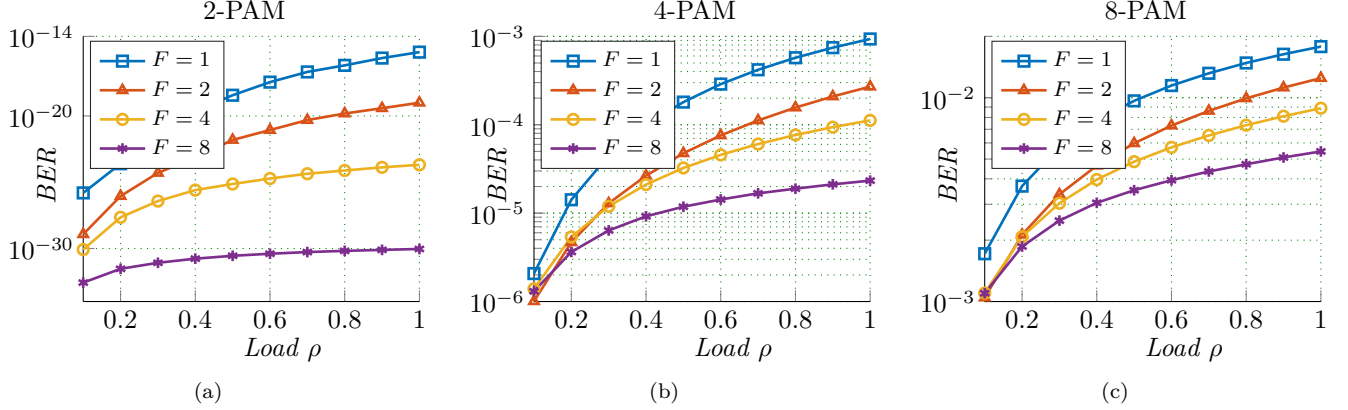 2-PAM
10^{-14}
10^{-20}
10^{-30}
BER
F = 1
F = 2
F = 4
F = 8
0.2 0.4 0.6 0.8 1
Load ρ
(a)
4-PAM
10^{-3}
10^{-4}
10^{-5}
10^{-6}
BER
F = 1
F = 2
F = 4
F = 8
0.2 0.4 0.6 0.8 1
Load ρ
(b)
8-PAM
10^{-2}
10^{-3}
BER
F = 1
F = 2
F = 4
F = 8
0.2 0.4 0.6 0.8 1
Load ρ
(c)